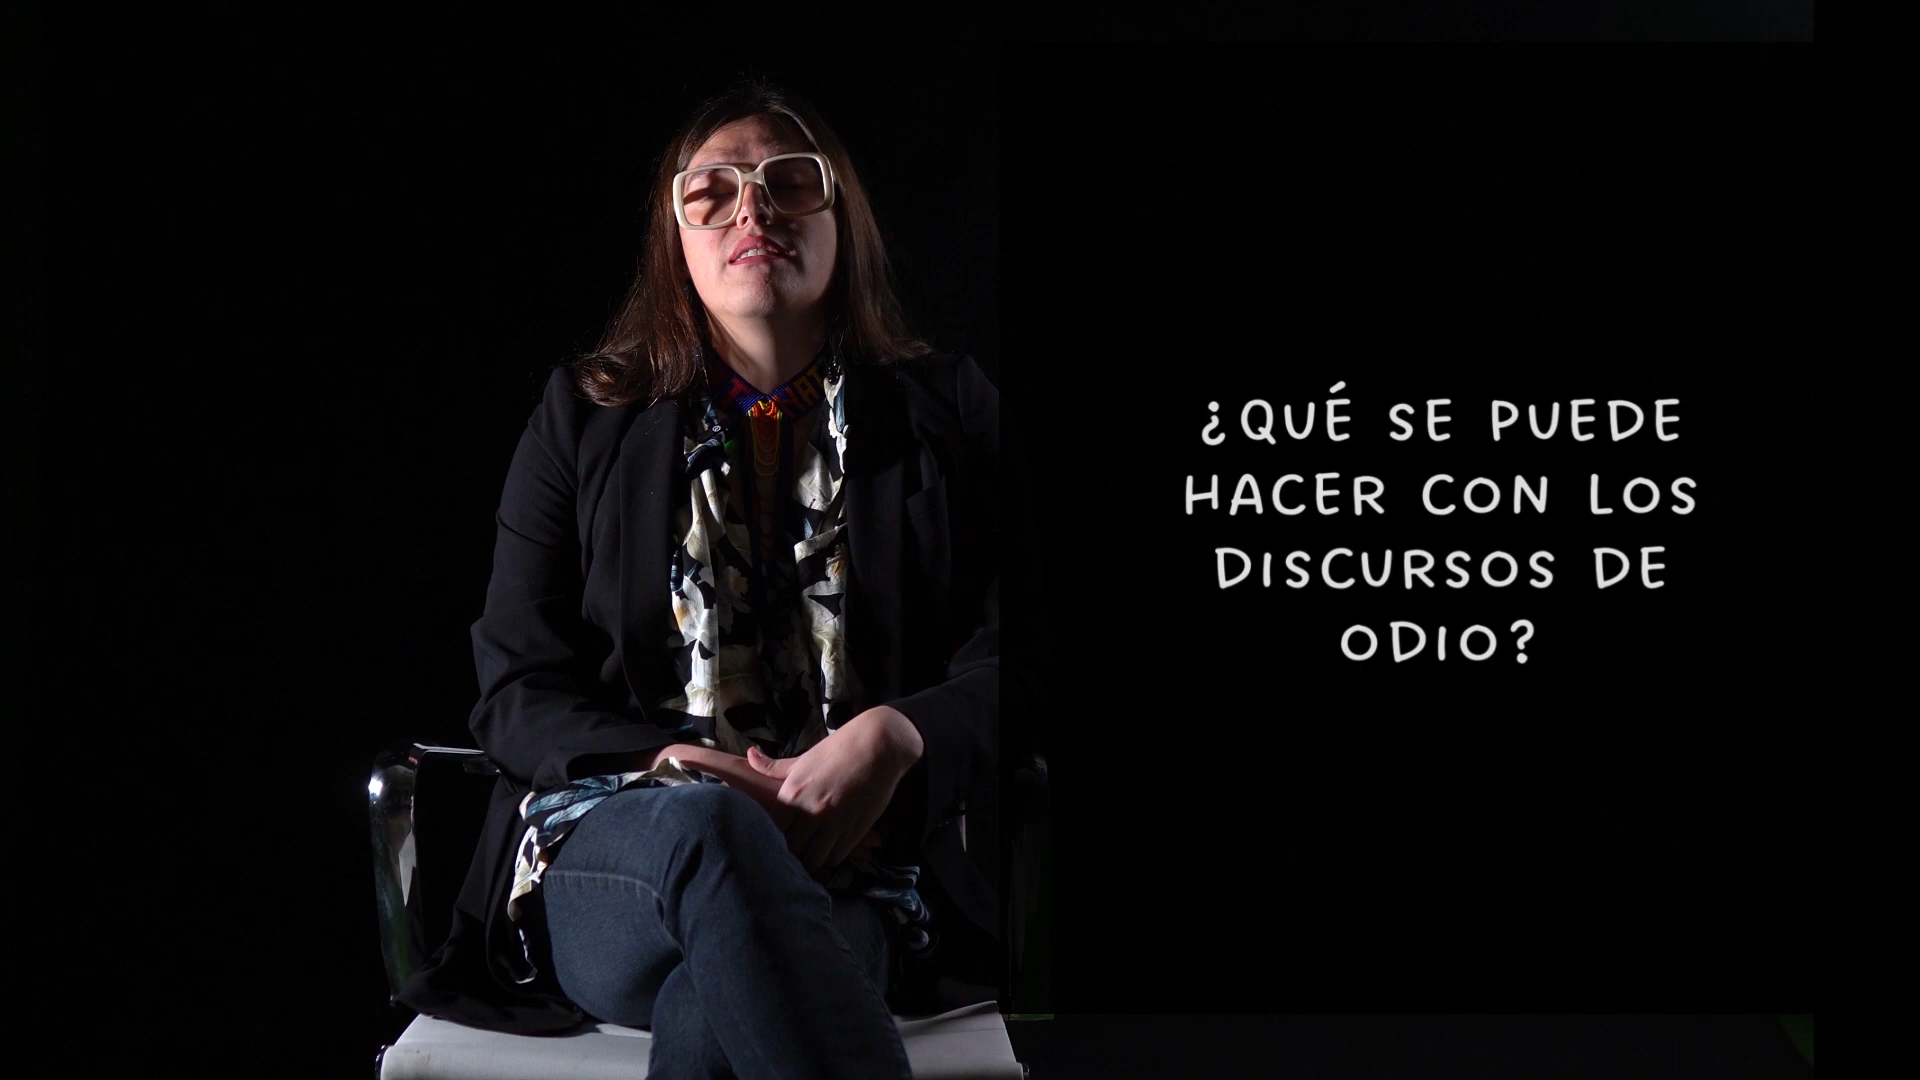 ¿QUÉ SE PUEDE
HACER CON LOS
DISCURSOS DE
ODIO?